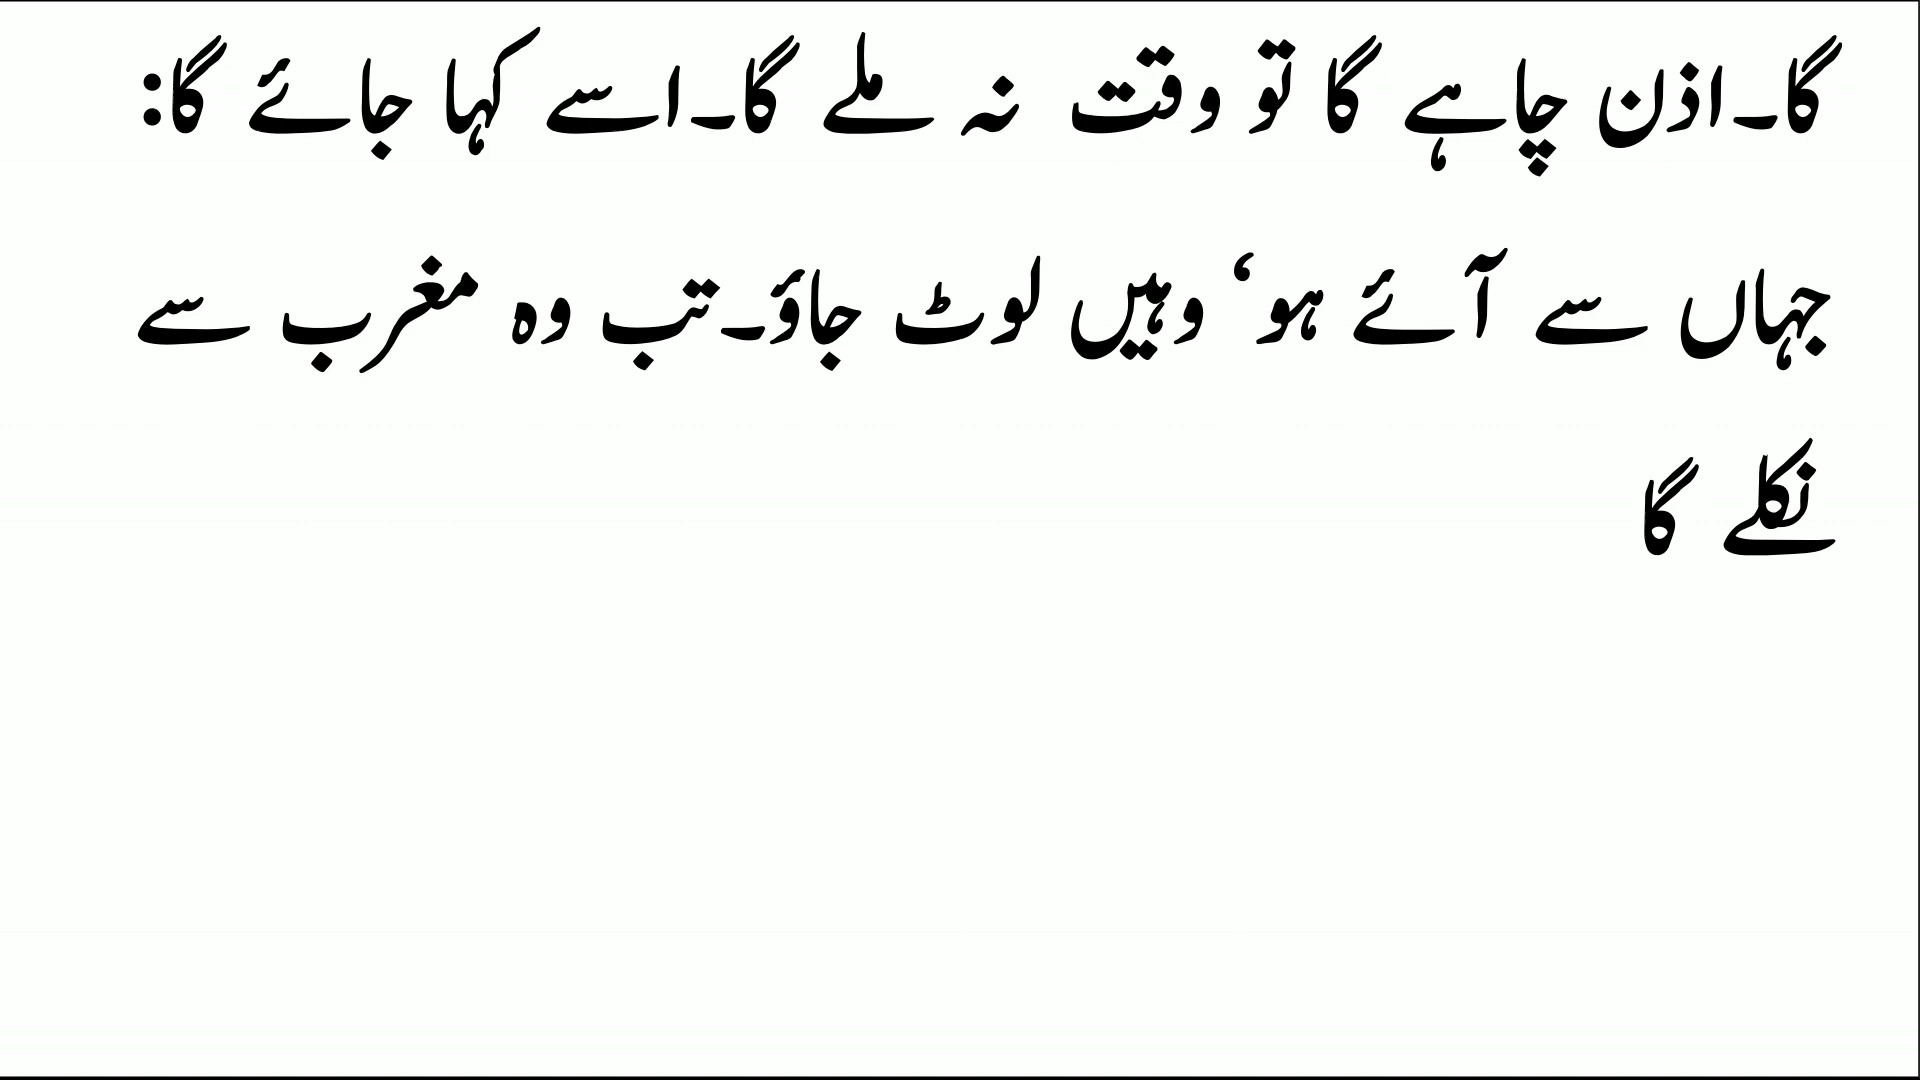 گا۔اذن چاہے گا تو وقت نہ ملے گا۔اسے کہا جائے گا:
جہاں سے آئے ہو‘ وہیں لوٹ جاؤ۔تب وہ مغرب سے
نکلے گا